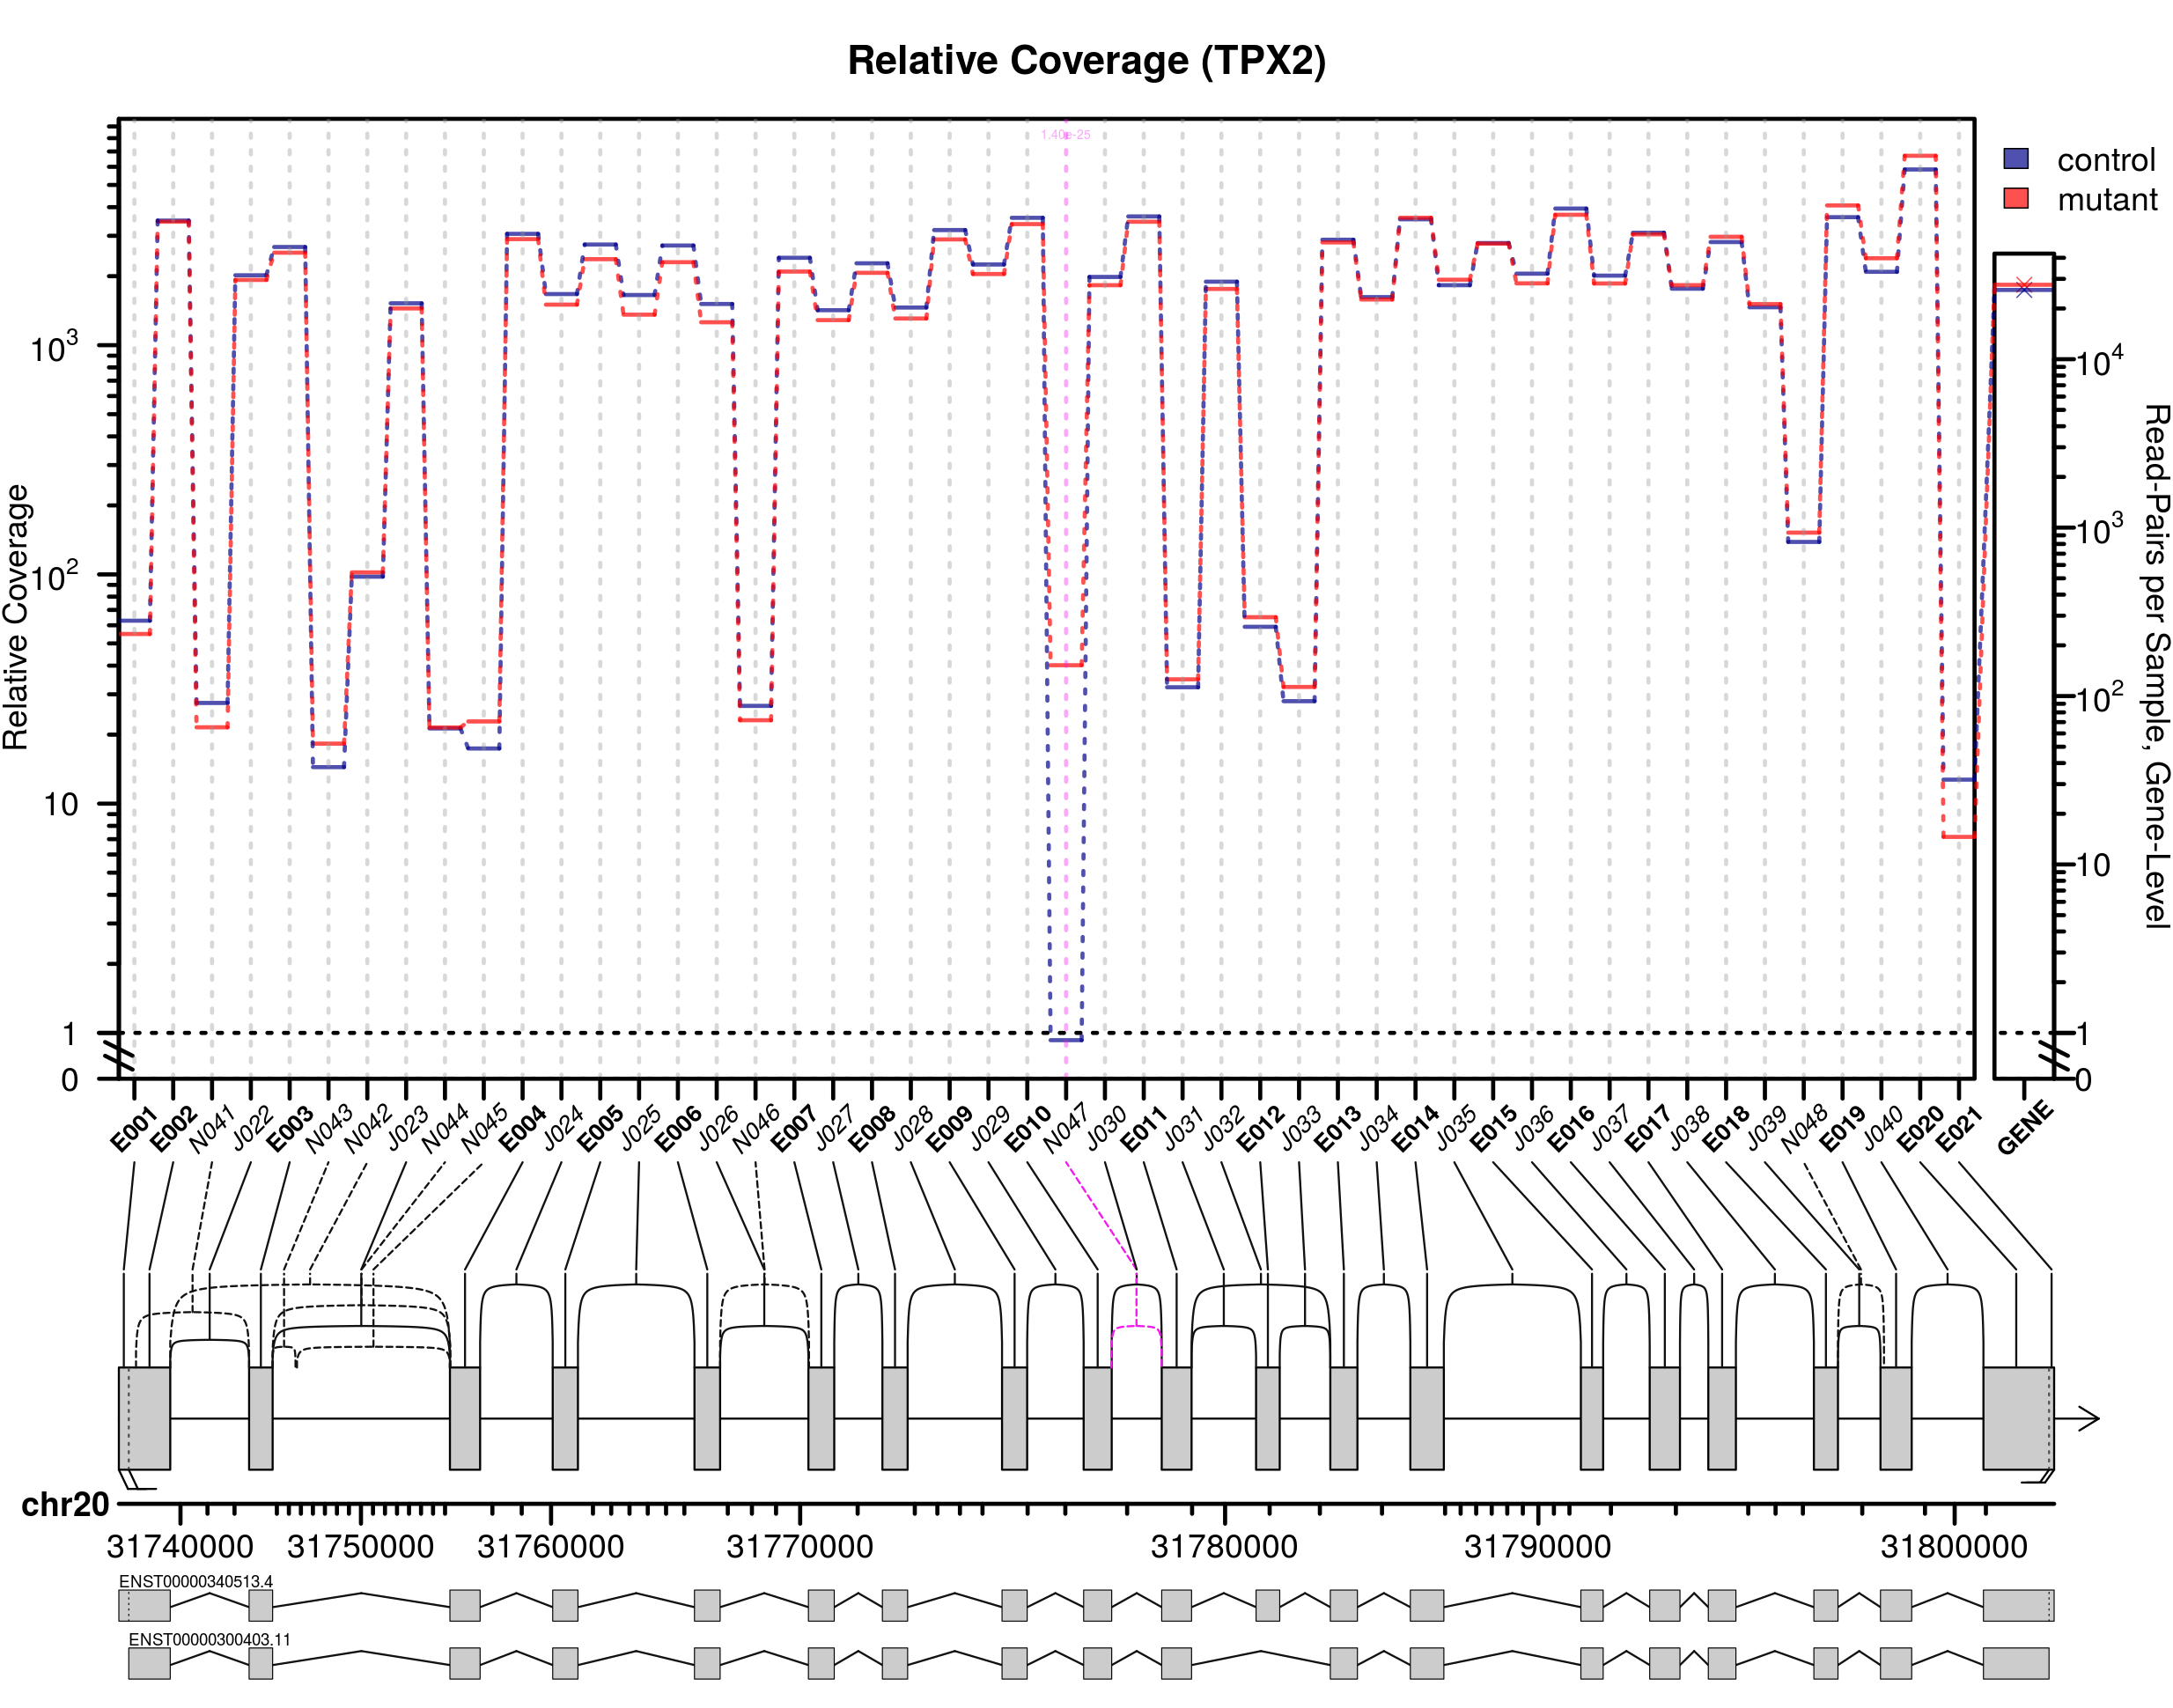 Relative Coverage (TPX2)
1.40e-25
control
mutant
Relative Coverage
10³
10²
10
1
0
Read-Pairs per Sample, Gene-Level
10⁴
10³
10²
10
1
0
E001 E002 N041 J022 E003 N043 N042 J023 N044 N045 E004 J024 E005 J025 E006 J026 N046 E007 J027 E008 J028 E009 J029 E010 N047 J030 E011 J031 J032 E012 J033 E013 J034 E014 J035 E015 J036 E016 J037 E017 J038 E018 J039 N048 E019 J040 E020 E021 GENE
chr20
31740000 31750000 31760000 31770000 31780000 31790000 31800000
ENST00000340513.4
ENST00000300403.11